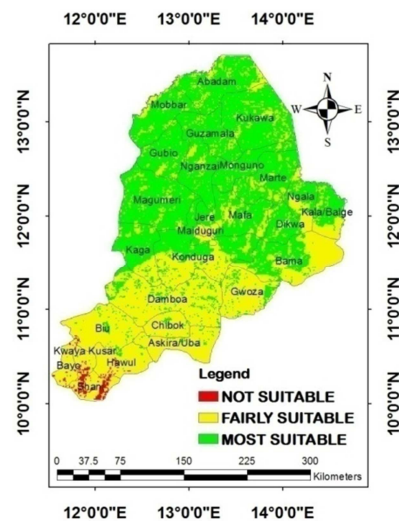 12°0'0"E 13°0'0"E 14°0'0"E
N
W E
S
13°0'0"N 13°0'0"N
12°0'0"N 12°0'0"N
11°0'0"N 11°0'0"N
10°0'0"N 10°0'0"N
Abadam
Mobbar
Kukawa
Guzamala
Gubio
Nganzai Monguno
Marte
Ngala
Magumeri
Kala/Balge
Jere Mafa
Dikwa
Maiduguri
Kaga
Konduga
Bama
Gwoza
Damboa
Biu
Chibok
Askira/Uba
Kwaya Kusar
Hawul
Bayo
Shani
Legend
NOT SUITABLE
FAIRLY SUITABLE
MOST SUITABLE
0 37.5 75 150 225 300
Kilometers
12°0'0"E 13°0'0"E 14°0'0"E